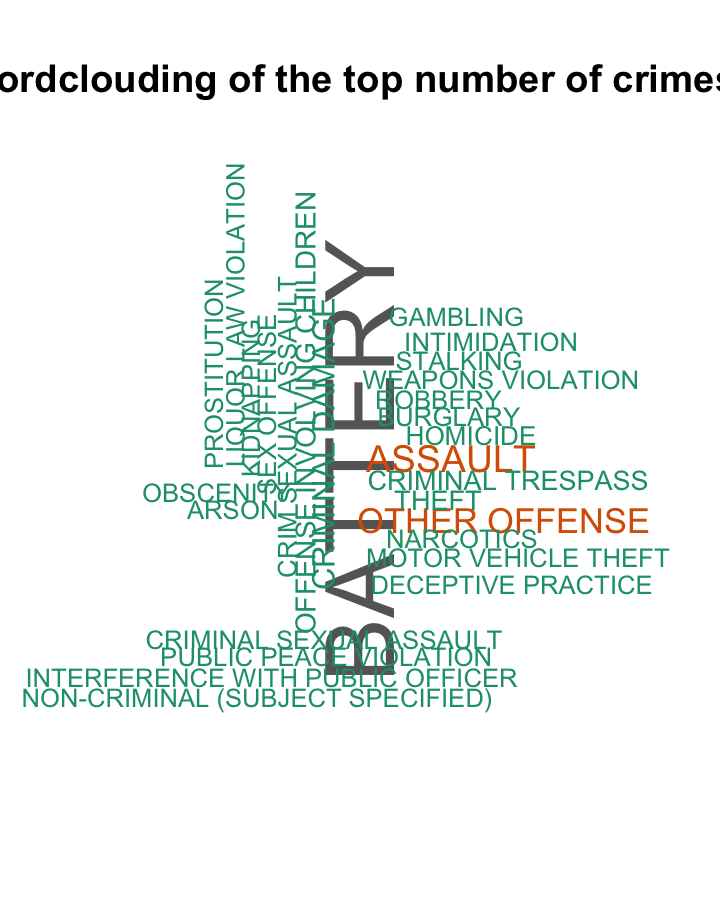 ordclouding of the top number of crimes
LIQUOR LAW VIOLATION
PROSTITUTION
KIDNAPPING
SEX OFFENSE
CRIM SEXUAL ASSAULT
OFFENSE INVOLVING CHILDREN
CRIMINAL DAMAGE
BATTERY
GAMBLING
INTIMIDATION
STALKING
WEAPONS VIOLATION
ROBBERY
BURGLARY
HOMICIDE
ASSAULT
CRIMINAL TRESPASS
OBSCENITY
THEFT
ARSON
OTHER OFFENSE
NARCOTICS
MOTOR VEHICLE THEFT
DECEPTIVE PRACTICE
CRIMINAL SEXUAL ASSAULT
PUBLIC PEACE VIOLATION
INTERFERENCE WITH PUBLIC OFFICER
NON-CRIMINAL (SUBJECT SPECIFIED)